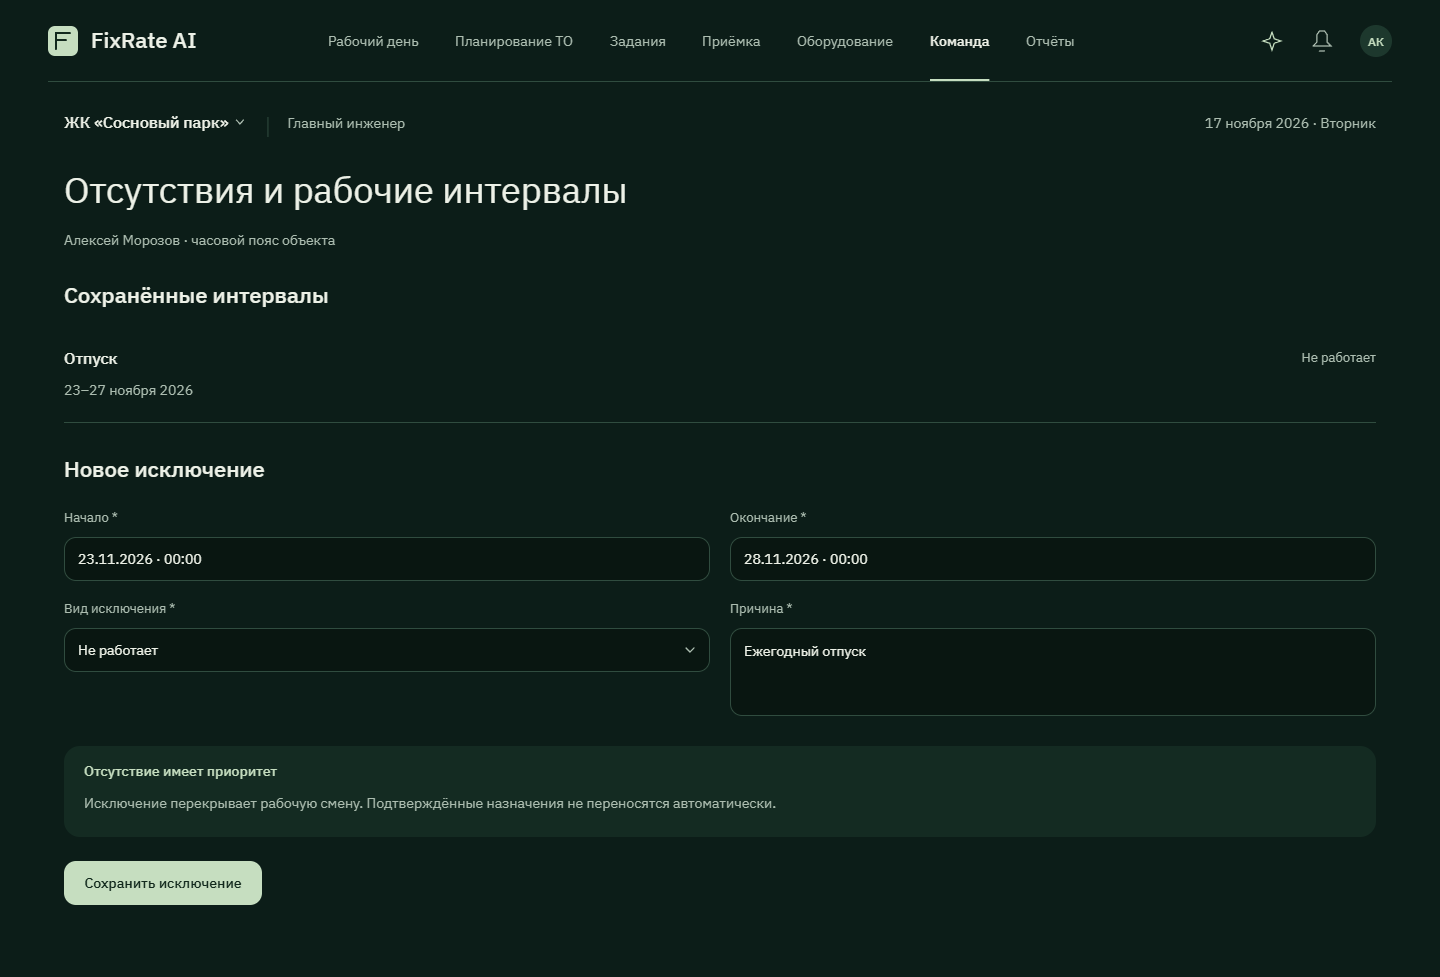 FixRate AI
Рабочий день
Планирование ТО
Задания
Приёмка
Оборудование
Команда
Отчёты
АК
ЖК «Сосновый парк»
Главный инженер
17 ноября 2026 · Вторник
Отсутствия и рабочие интервалы
Алексей Морозов · часовой пояс объекта
Сохранённые интервалы
Отпуск
Не работает
23–27 ноября 2026
Новое исключение
Начало *
Окончание *
23.11.2026 · 00:00
28.11.2026 · 00:00
Вид исключения *
Причина *
Не работает
Ежегодный отпуск
Отсутствие имеет приоритет
Исключение перекрывает рабочую смену. Подтверждённые назначения не переносятся автоматически.
Сохранить исключение